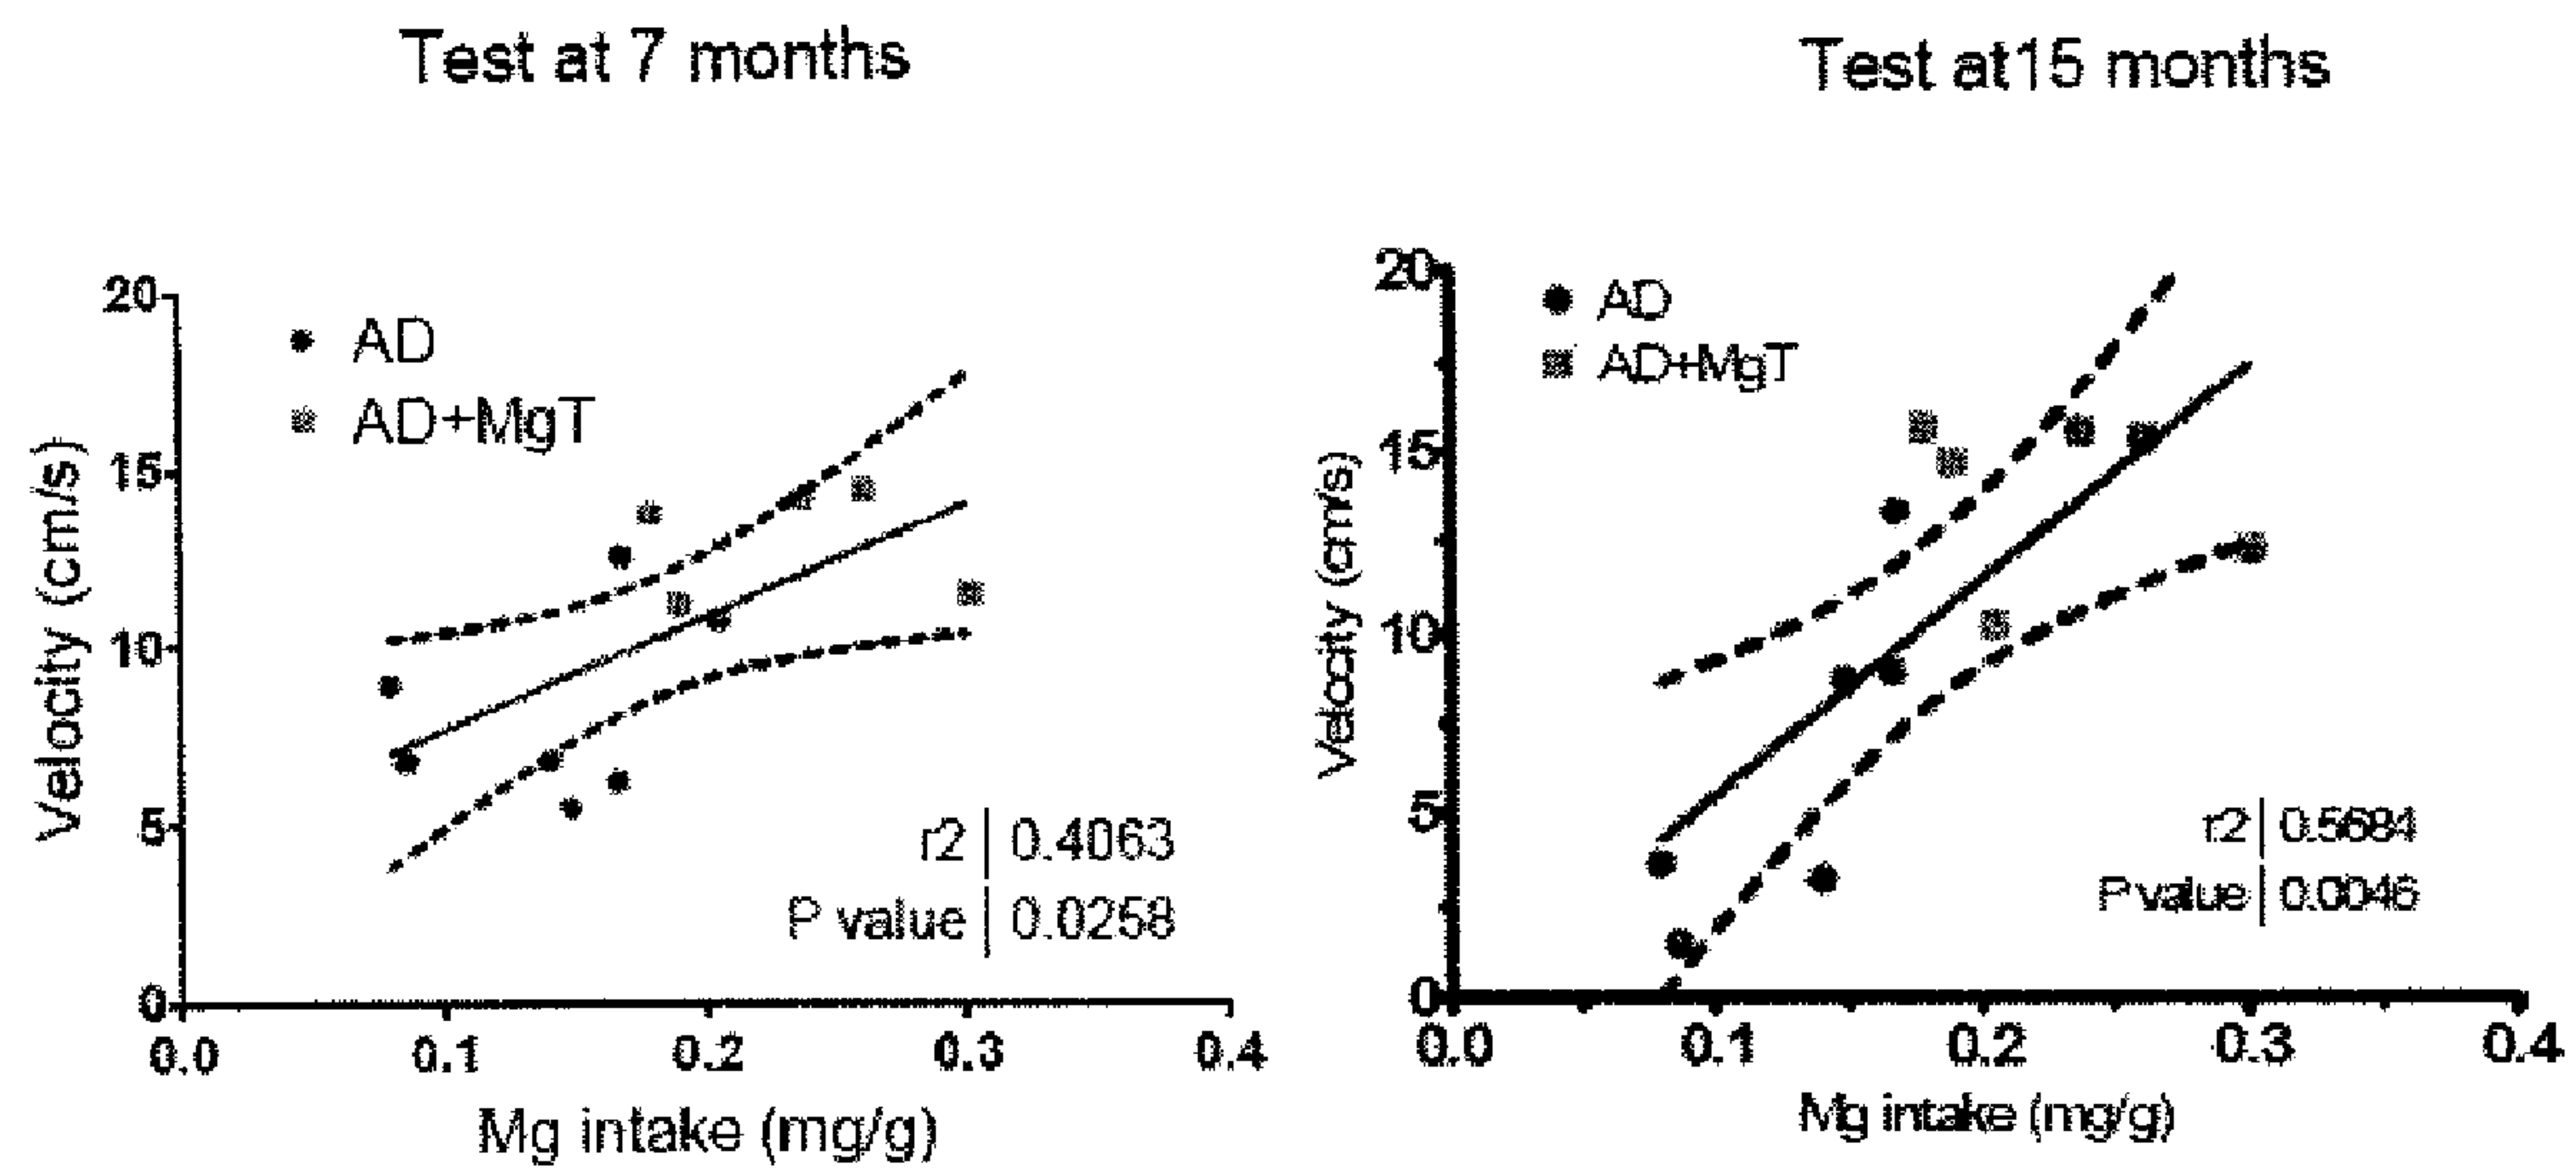 Test at 7 months
20
15
10
5
0
Velocity (cm/s)
AD
AD+MgT
r2 | 0.4063
P value | 0.0258
0.0 0.1 0.2 0.3 0.4
Mg intake (mg/g)
Test at15 months
20
15
10
5
0
Velocity (cm/s)
AD
AD+MgT
r2 | 0.5684
P value | 0.0046
0.0 0.1 0.2 0.3 0.4
Mg intake (mg/g)